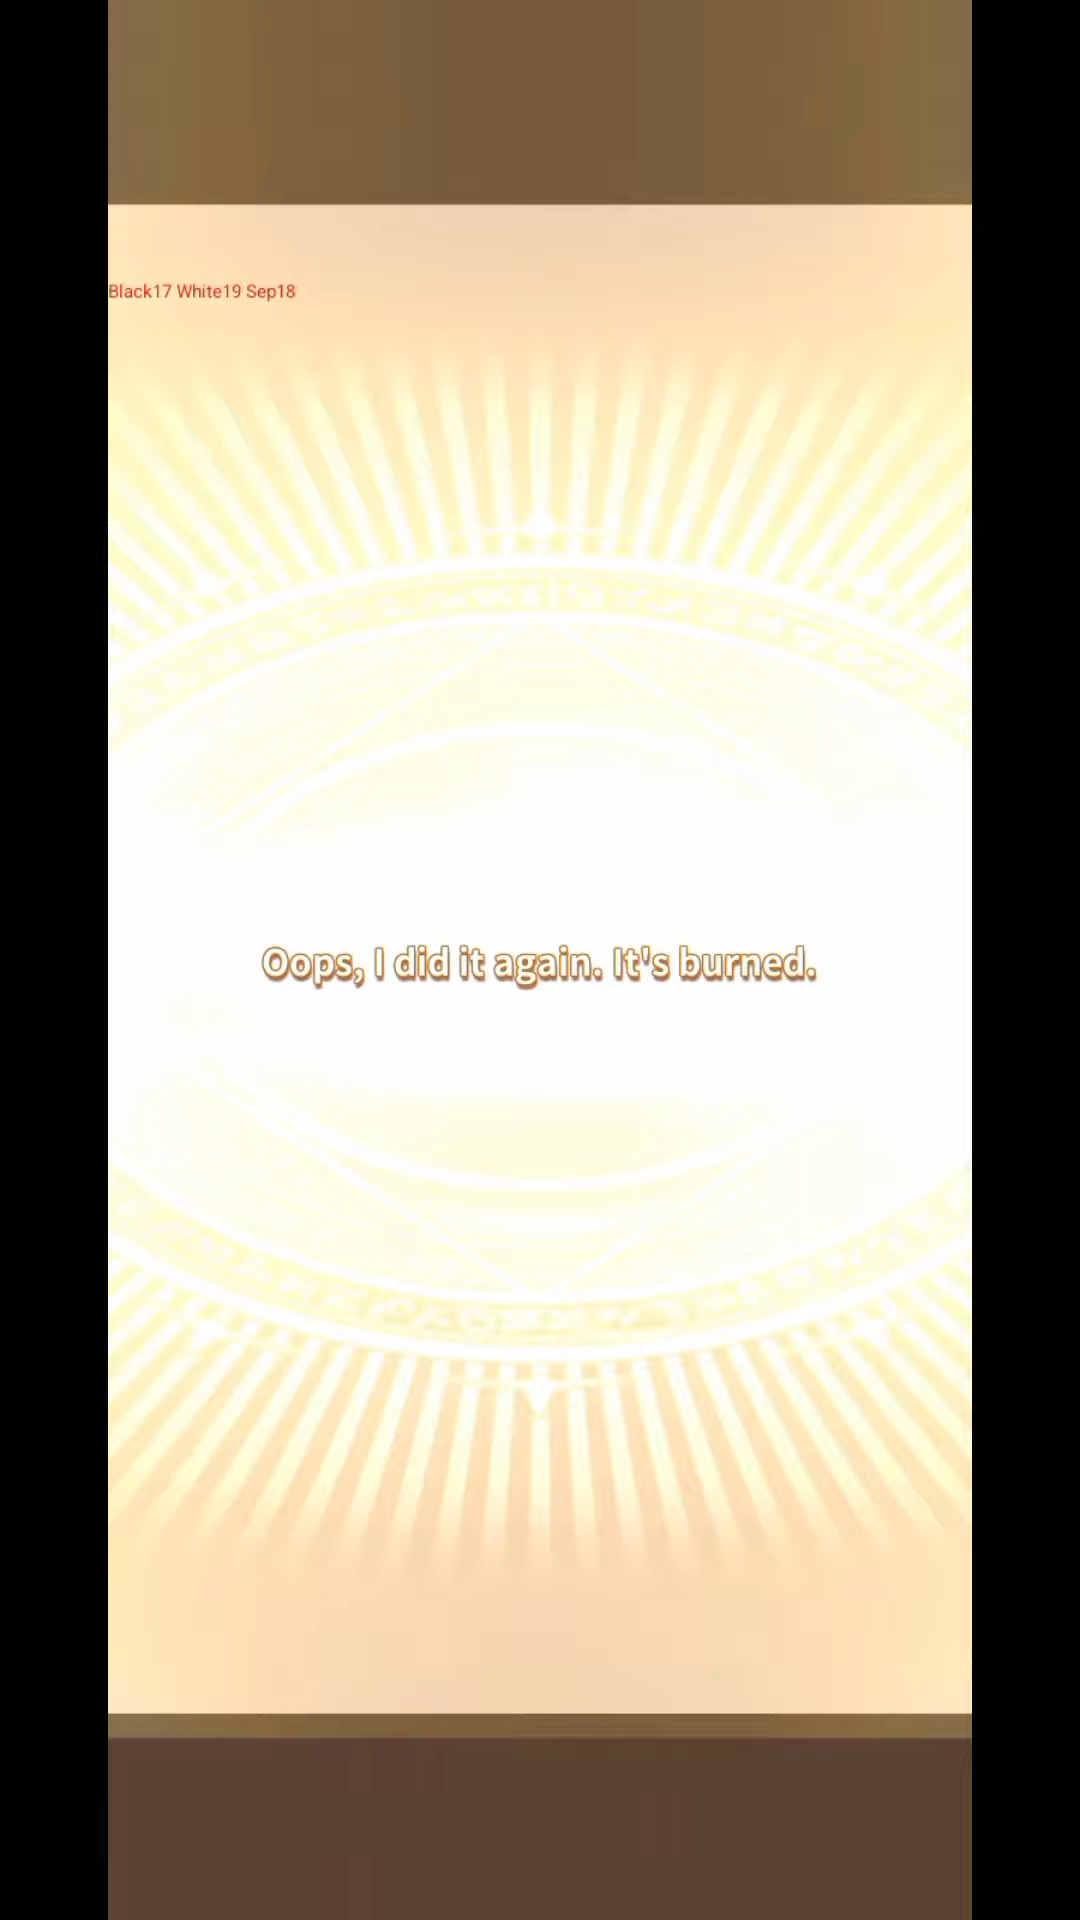 Black17 White19 Sep18
Oops, I did it again. It's burned.